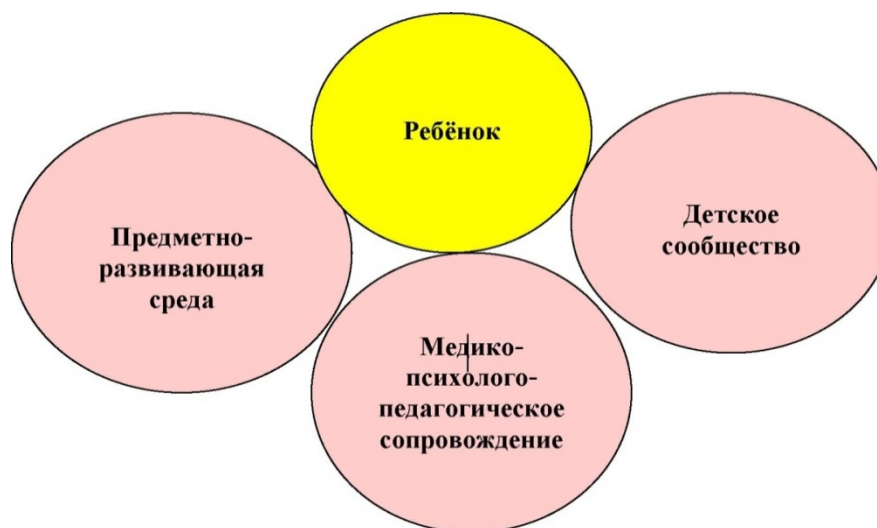 Ребёнок
Предметно-
развивающая
среда
Детское
сообщество
Медико-
психолого-
педагогическое
сопровождение